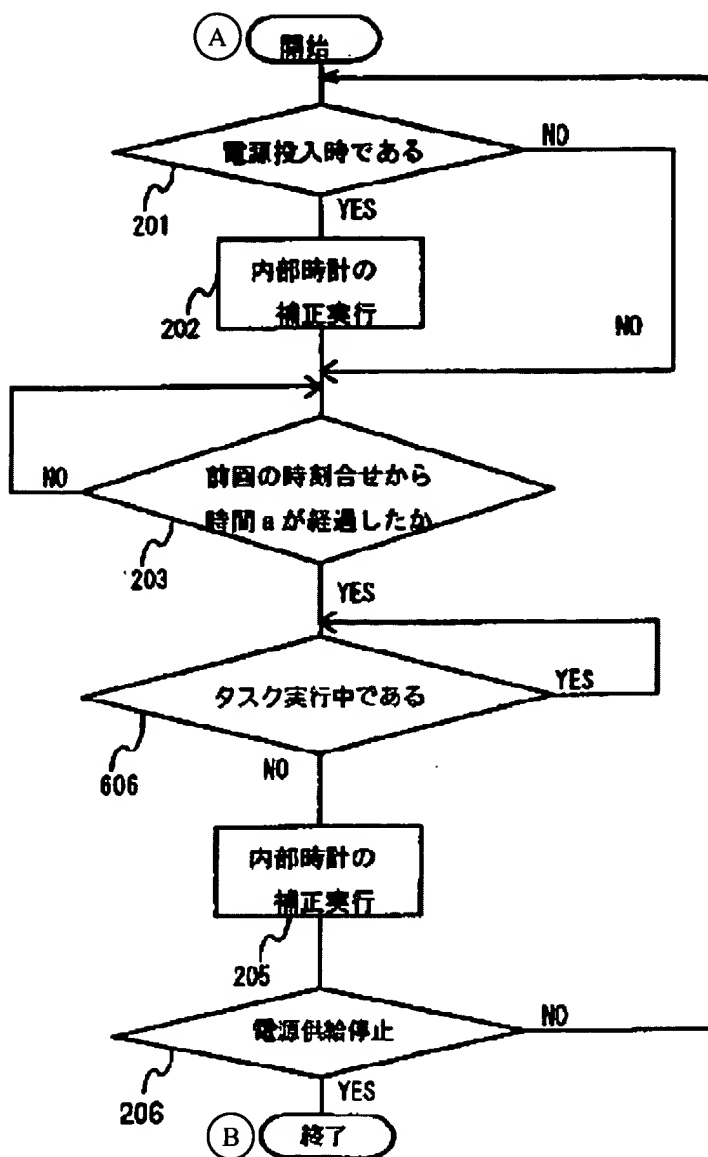 A 開始
電源投入時である
NO
201
YES
内部時計の
補正実行
202
NO
前回の時刻合せから
時間aが経過したか
NO
203
YES
タスク実行中である
YES
606
NO
内部時計の
補正実行
205
電源供給停止
NO
206
YES
B 終了